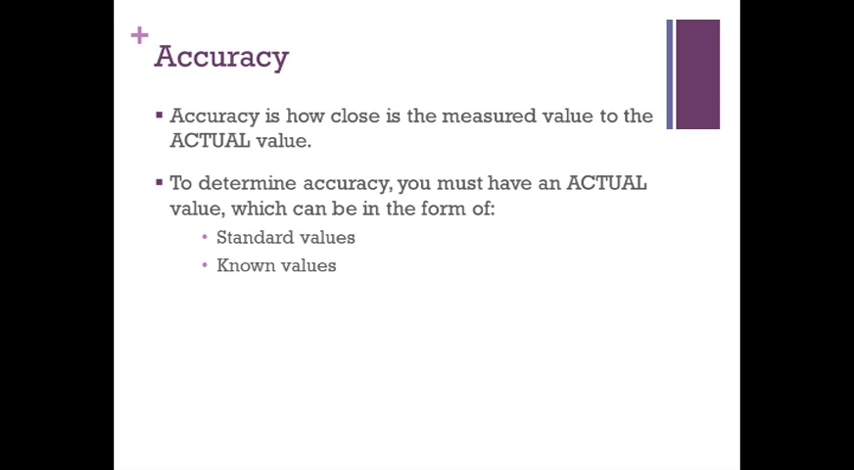 +
Accuracy
▪ Accuracy is how close is the measured value to the
ACTUAL value.
▪ To determine accuracy, you must have an ACTUAL
value, which can be in the form of:
• Standard values
• Known values